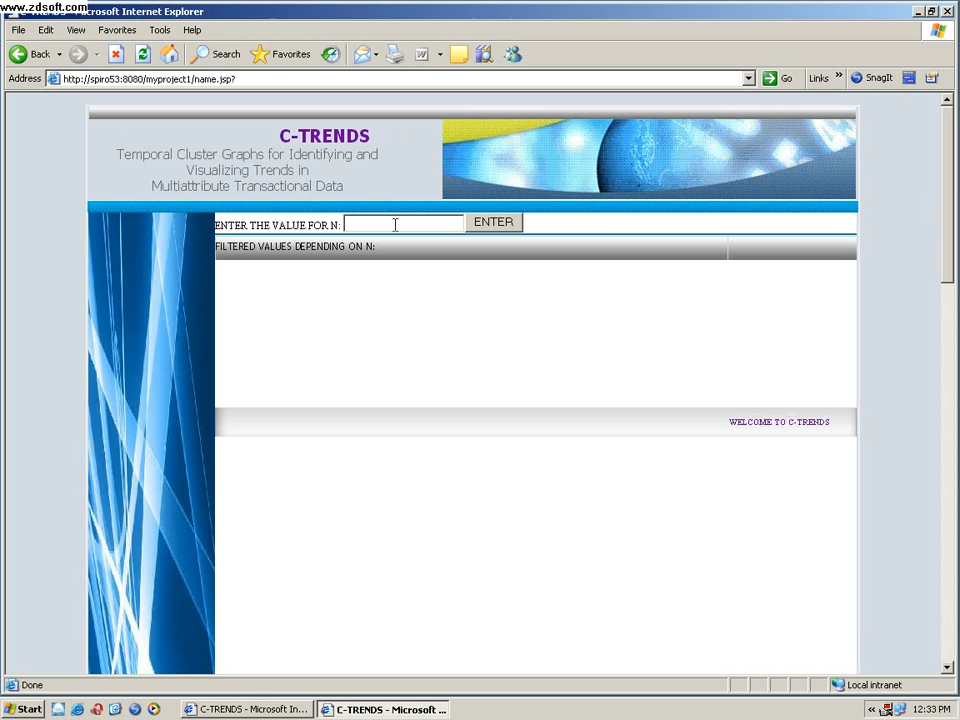 www.zdsoft.com
C-TRENDS - Microsoft Internet Explorer
File Edit View Favorites Tools Help
Back Search Favorites W
Address http://spiro53:8080/myproject1/name.jsp? Go Links » SnagIt
C-TRENDS
Temporal Cluster Graphs for Identifying and
Visualizing Trends in
Multiattribute Transactional Data
ENTER THE VALUE FOR N: ENTER
FILTERED VALUES DEPENDING ON N:
WELCOME TO C-TRENDS
Done Local intranet
Start C-TRENDS - Microsoft In... C-TRENDS - Microsoft ... « 12:33 PM